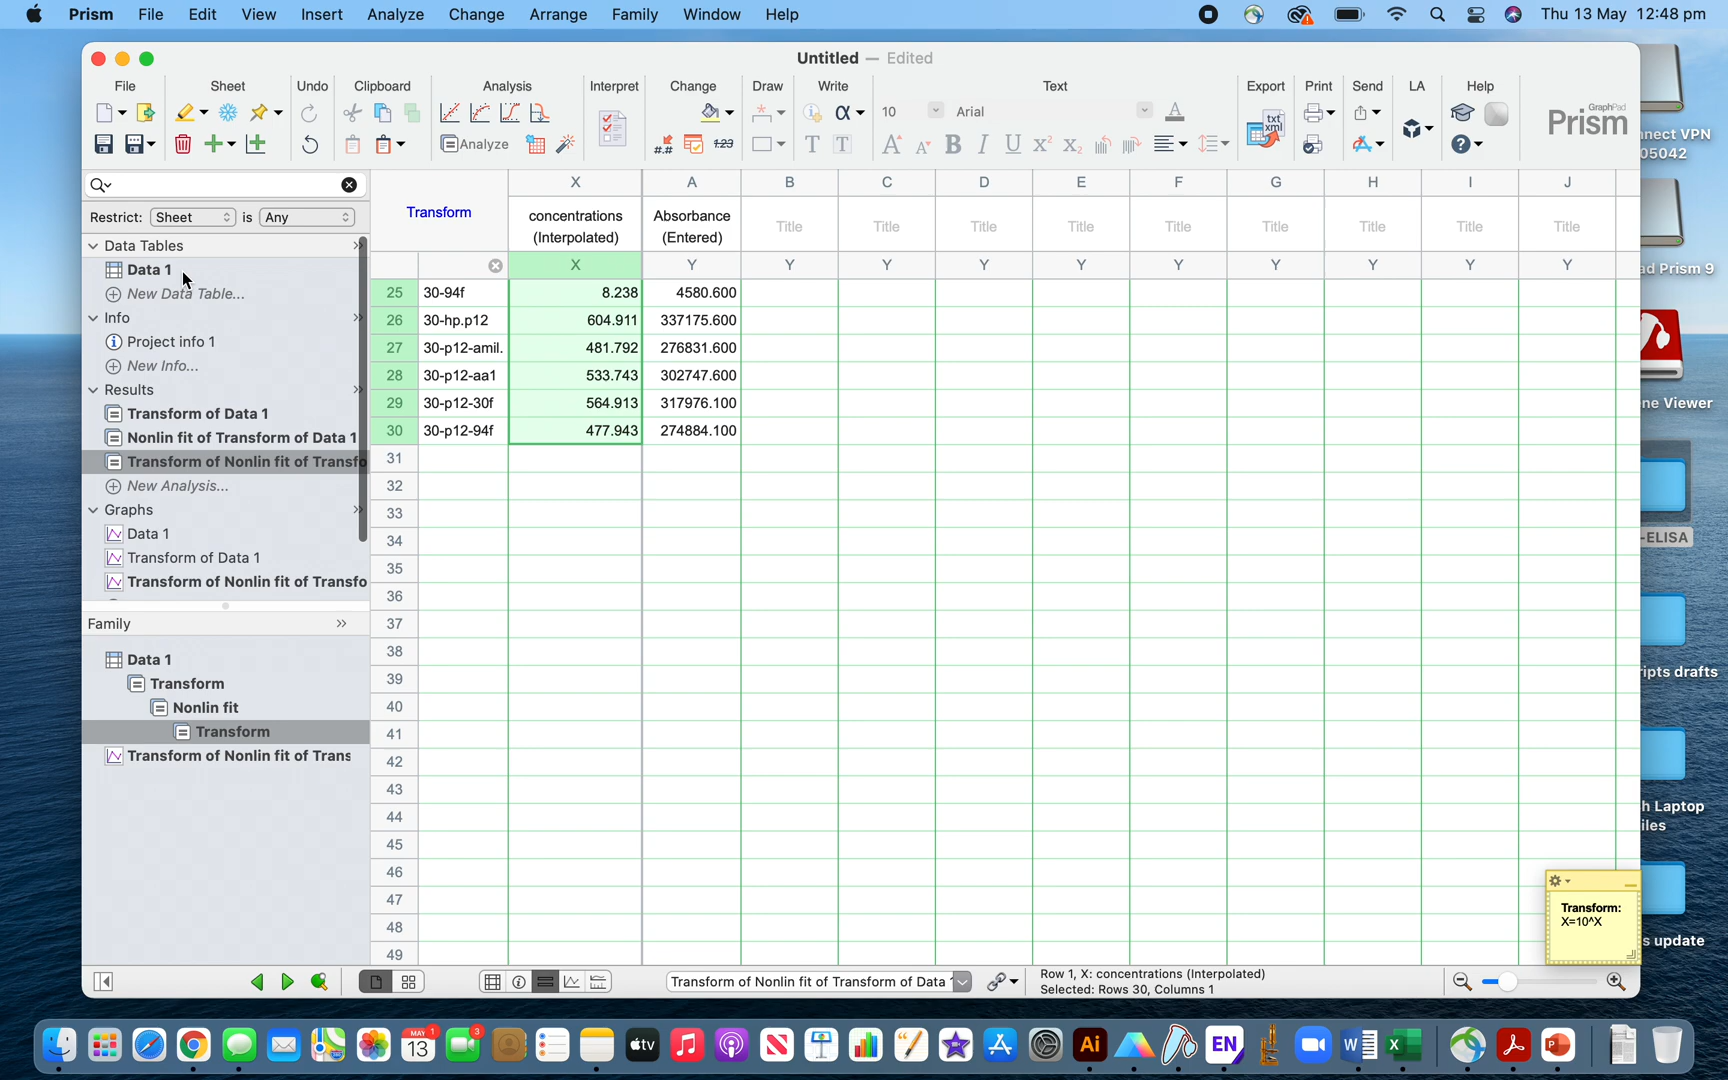 Prism File Edit View Insert Analyze Change Arrange Family Window Help Thu 13 May 12:48 pm
Untitled — Edited
File Sheet Undo Clipboard Analysis Interpret Change Draw Write Text Export Print Send LA Help
10 Arial
Analyze
GraphPad
Prism
Restrict: Sheet is Any
Data Tables
Data 1
New Data Table...
Info
Project info 1
New Info...
Results
Transform of Data 1
Nonlin fit of Transform of Data 1
Transform of Nonlin fit of Transfo
New Analysis...
Graphs
Data 1
Transform of Data 1
Transform of Nonlin fit of Transfo
Family
Data 1
Transform
Nonlin fit
Transform
Transform of Nonlin fit of Trans
Transform
X A B C D E F G H I J
concentrations (Interpolated) Absorbance (Entered) Title Title Title Title Title Title Title Title Title
X Y Y Y Y Y Y Y Y Y Y
25 30-94f 8.238 4580.600
26 30-hp.p12 604.911 337175.600
27 30-p12-amil. 481.792 276831.600
28 30-p12-aa1 533.743 302747.600
29 30-p12-30f 564.913 317976.100
30 30-p12-94f 477.943 274884.100
31
32
33
34
35
36
37
38
39
40
41
42
43
44
45
46
47
48
49
Transform:
X=10^X
Transform of Nonlin fit of Transform of Data 1
Row 1, X: concentrations (Interpolated)
Selected: Rows 30, Columns 1
nnect VPN
05042
ad Prism 9
ne Viewer
-ELISA
ripts drafts
h Laptop
iles
s update
MAY 1
13
3
tv
N
Ai
EN
W
X
P